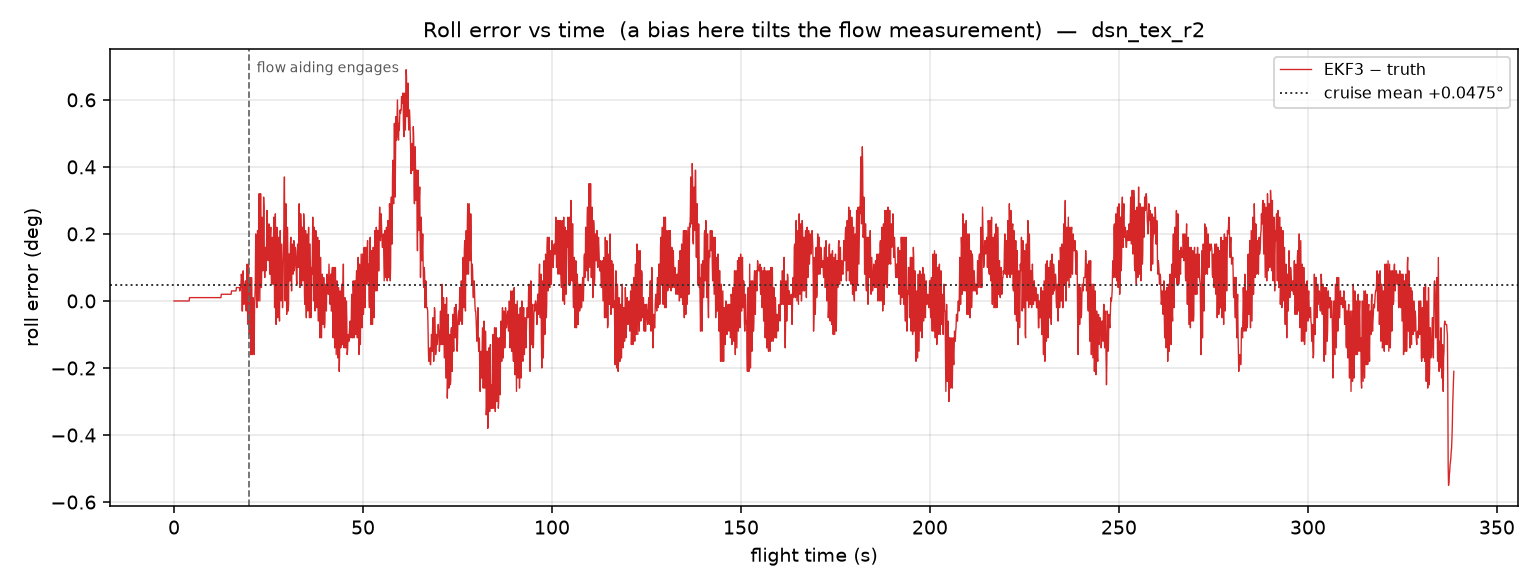 Roll error vs time  (a bias here tilts the flow measurement)  —  dsn_tex_r2
flow aiding engages
EKF3 − truth
cruise mean +0.0475°
roll error (deg)
0.6
0.4
0.2
0.0
−0.2
−0.4
−0.6
0
50
100
150
200
250
300
350
flight time (s)